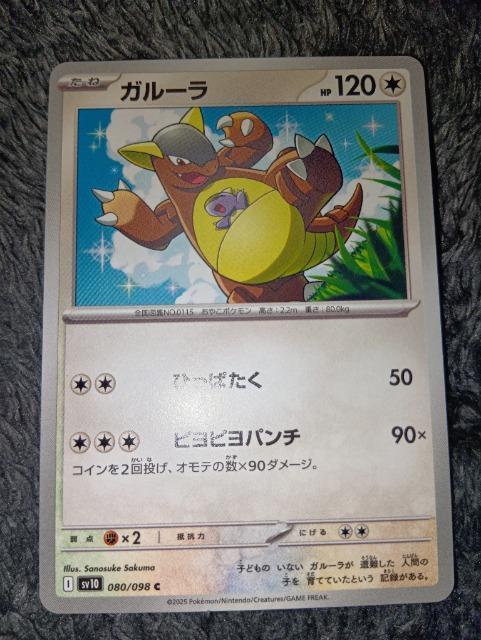 たね ガルーラ HP 120
全国図鑑NO.0115 おやこポケモン 高さ:2.2m 重さ:80.0kg
ひっぱたく 50
ピヨピヨパンチ 90×
コインを2回投げ、オモテの数×90ダメージ。
弱点 ×2 抵抗力 にげる
Illus. Sanosuke Sakuma
I sv10 080/098 C
子どもの いない ガルーラが 遭難した 人間の
子を 育てていたという 記録がある。
©2025 Pokémon/Nintendo/Creatures/GAME FREAK.